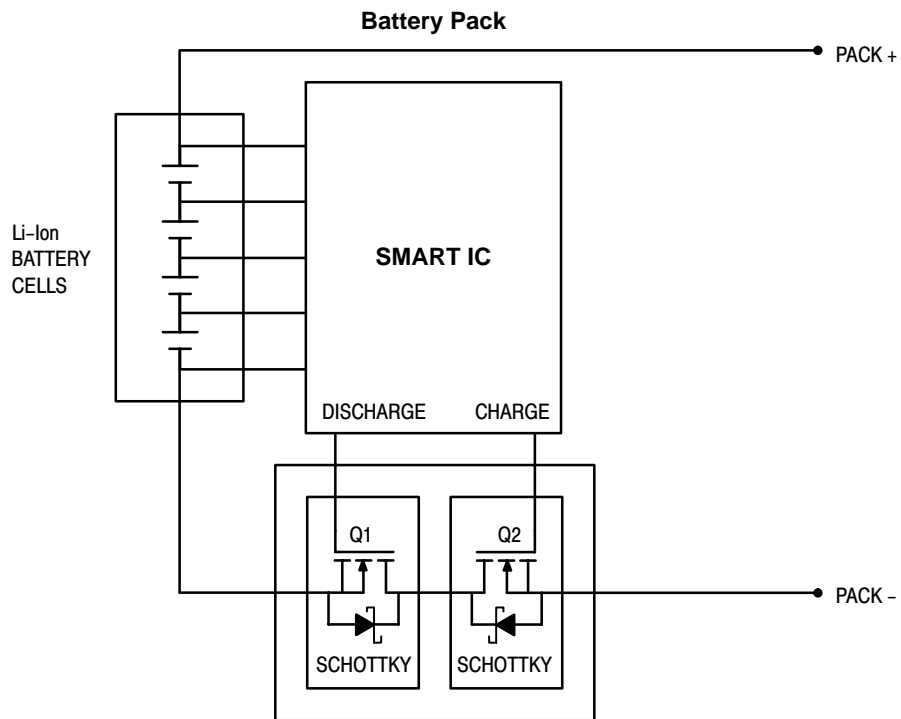 Battery Pack
PACK +
Li–Ion
BATTERY
CELLS
SMART IC
DISCHARGE
CHARGE
Q1
Q2
PACK –
SCHOTTKY
SCHOTTKY